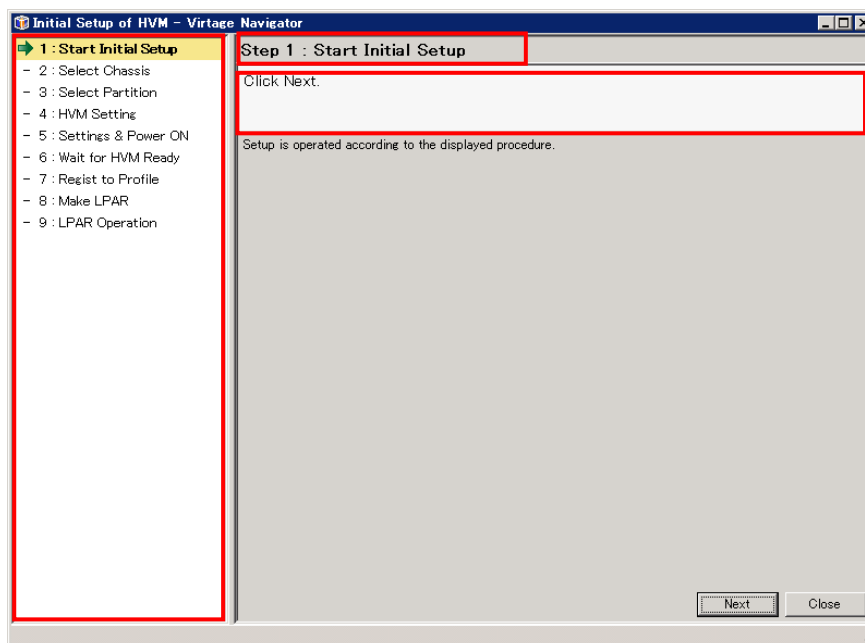 Initial Setup of HVM - Virtage Navigator
1 : Start Initial Setup
- 2 : Select Chassis
- 3 : Select Partition
- 4 : HVM Setting
- 5 : Settings & Power ON
- 6 : Wait for HVM Ready
- 7 : Regist to Profile
- 8 : Make LPAR
- 9 : LPAR Operation
Step 1 : Start Initial Setup
Click Next.
Setup is operated according to the displayed procedure.
Next
Close